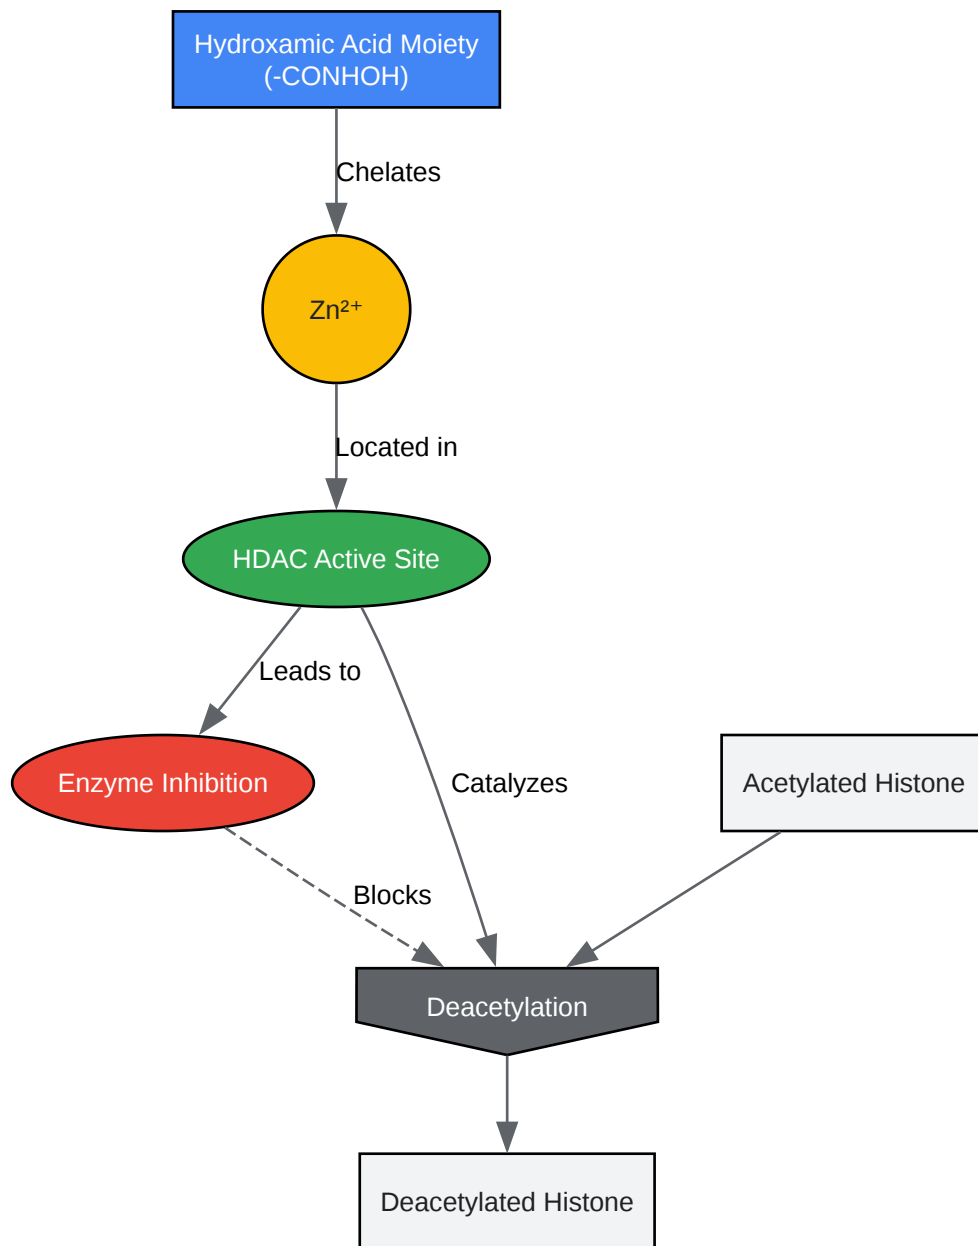 Hydroxamic Acid Moiety
(-CONHOH)
Chelates
Zn²⁺
Located in
HDAC Active Site
Leads to
Enzyme Inhibition
Catalyzes
Acetylated Histone
Blocks
Deacetylation
Deacetylated Histone